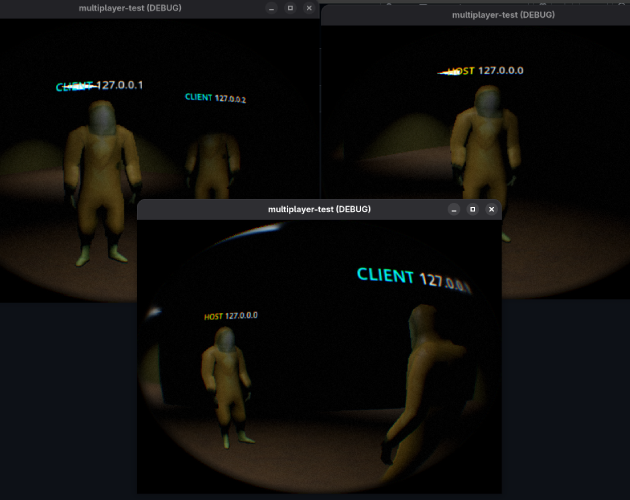 multiplayer-test (DEBUG)
multiplayer-test (DEBUG)
CLIENT 127.0.0.1
CLIENT 127.0.0.2
HOST 127.0.0.0
multiplayer-test (DEBUG)
CLIENT 127.0.0.1
HOST 127.0.0.0